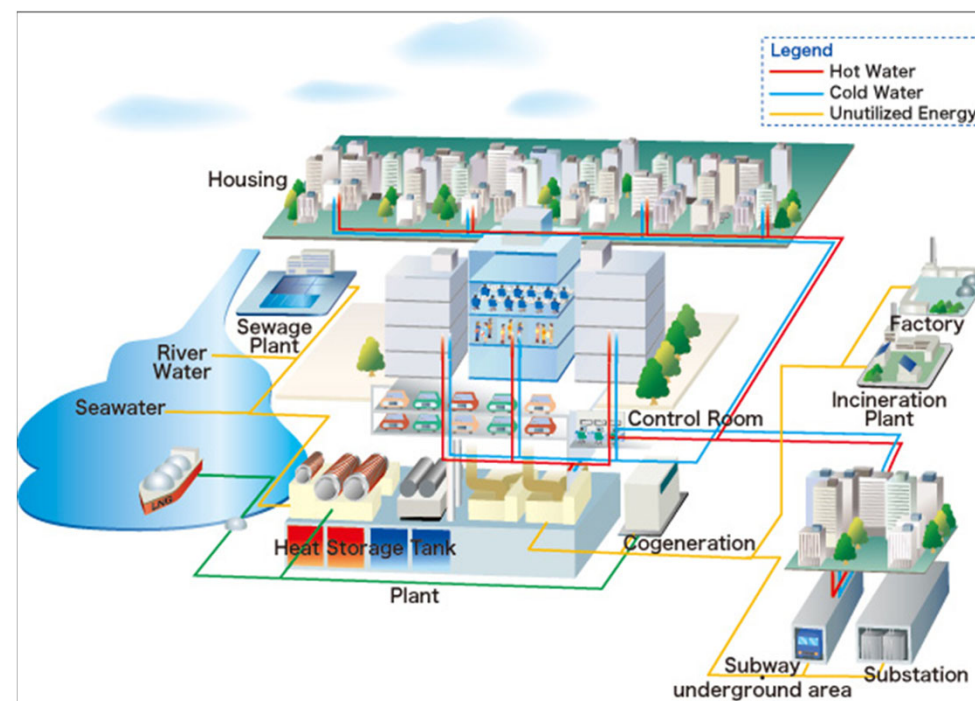 Legend
Hot Water
Cold Water
Unutilized Energy
Housing
Sewage
Plant
River
Water
Seawater
Factory
Incineration
Plant
Control Room
LNG
Heat Storage Tank
Cogeneration
Plant
Subway
underground area
Substation